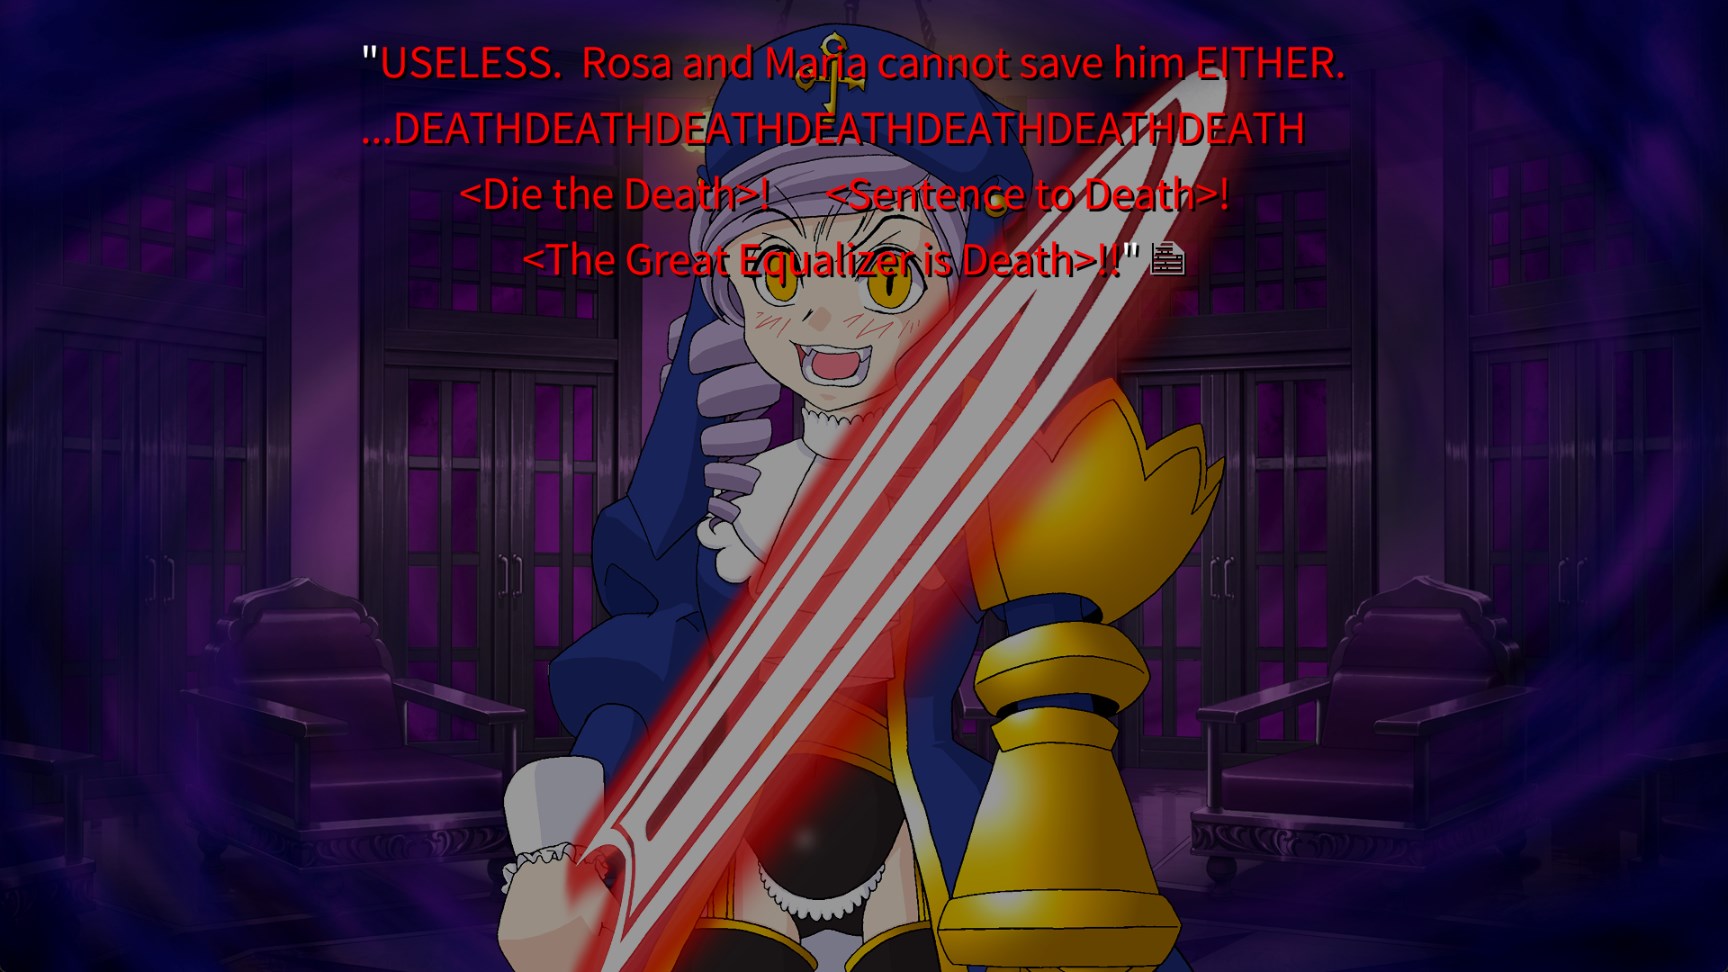 "USELESS.  Rosa and Maria cannot save him EITHER.
...DEATHDEATHDEATHDEATHDEATHDEATHDEATH
<Die the Death>!  <Sentence to Death>!
<The Great Equalizer is Death>!!"